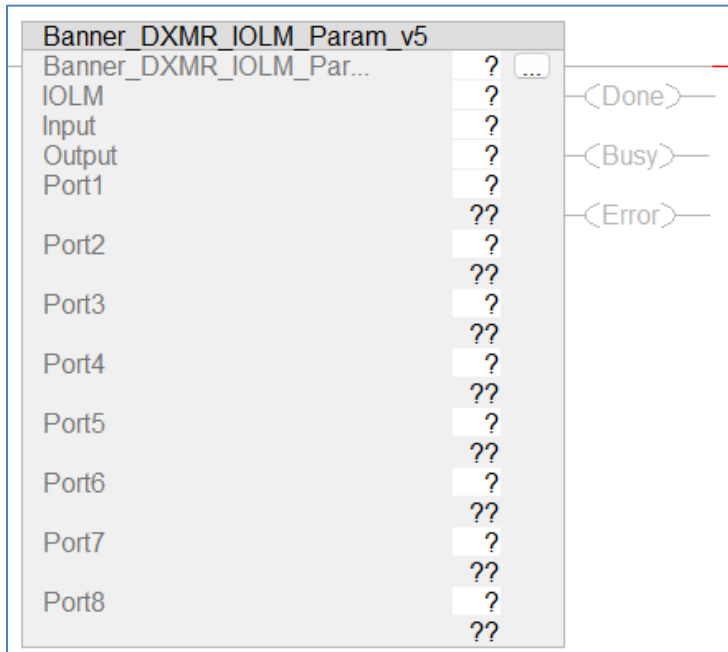 Banner_DXMR_IOLM_Param_v5
Banner_DXMR_IOLM_Par... ? ...
IOLM ? Done
Input ?
Output ? Busy
Port1 ?
?? Error
Port2 ?
??
Port3 ?
??
Port4 ?
??
Port5 ?
??
Port6 ?
??
Port7 ?
??
Port8 ?
??